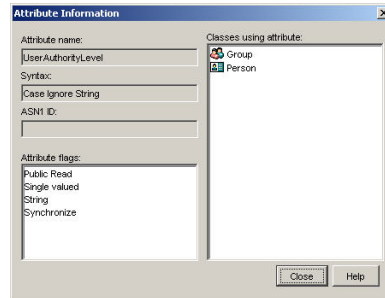 Attribute Information
Attribute name:
UserAuthorityLevel
Syntax:
Case Ignore String
ASN1 ID:
Attribute flags:
Public Read
Single valued
String
Synchronize
Classes using attribute:
Group
Person
Close
Help